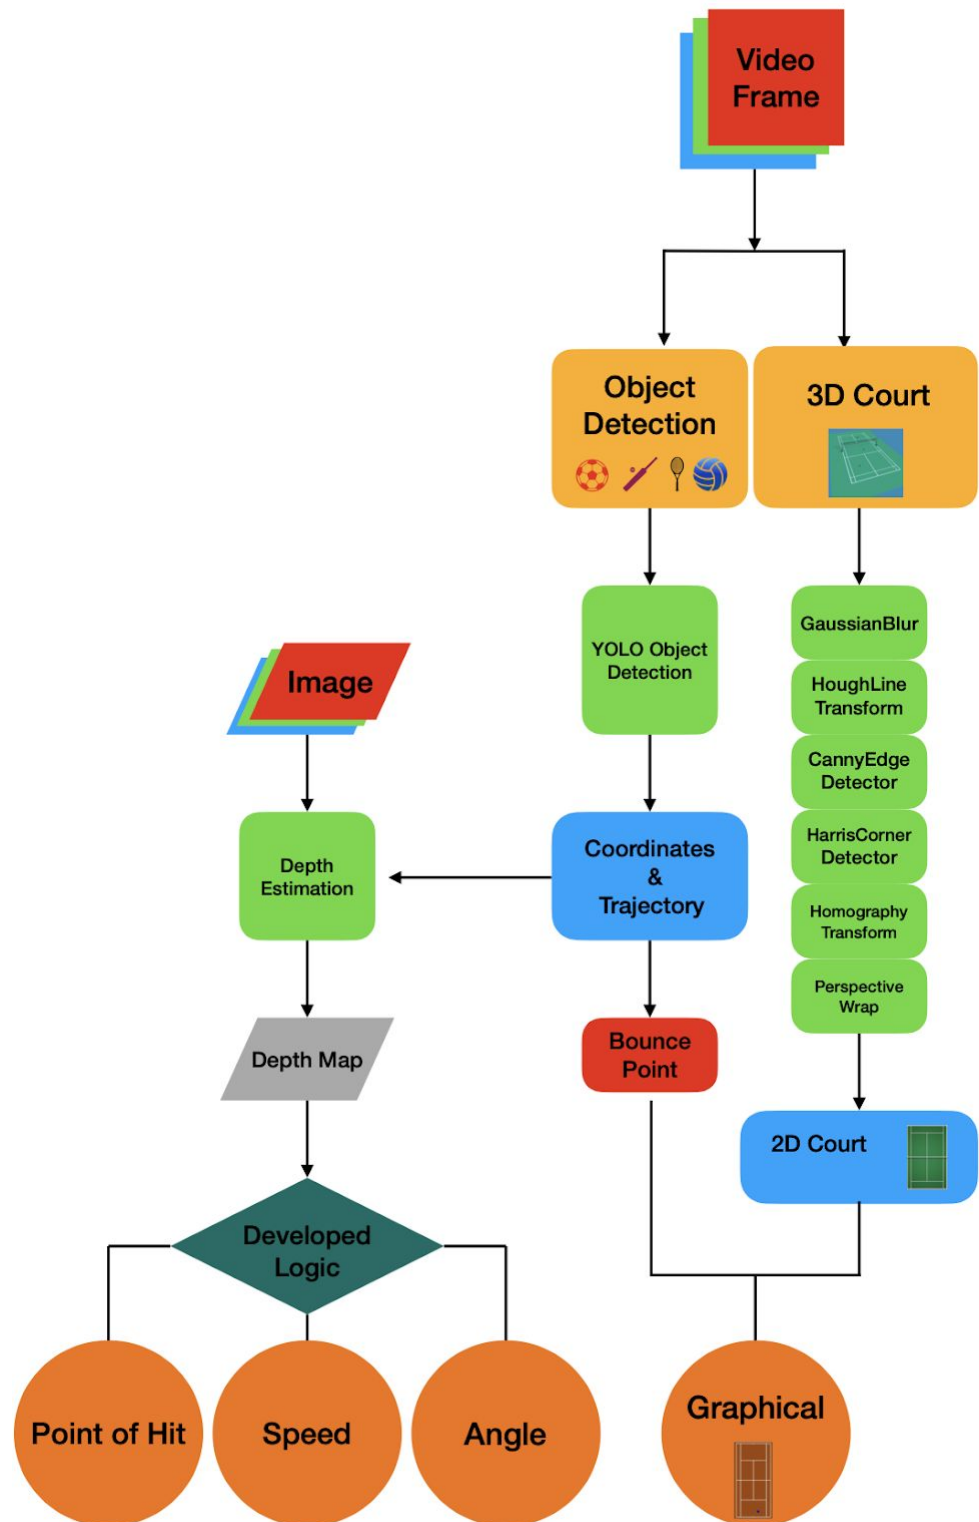 Video
Frame
Object
Detection
3D Court
YOLO Object
Detection
GaussianBlur
HoughLine
Transform
CannyEdge
Detector
HarrisCorner
Detector
Homography
Transform
Perspective
Wrap
Image
Depth
Estimation
Coordinates
&
Trajectory
Depth Map
Bounce
Point
2D Court
Developed
Logic
Point of Hit
Speed
Angle
Graphical